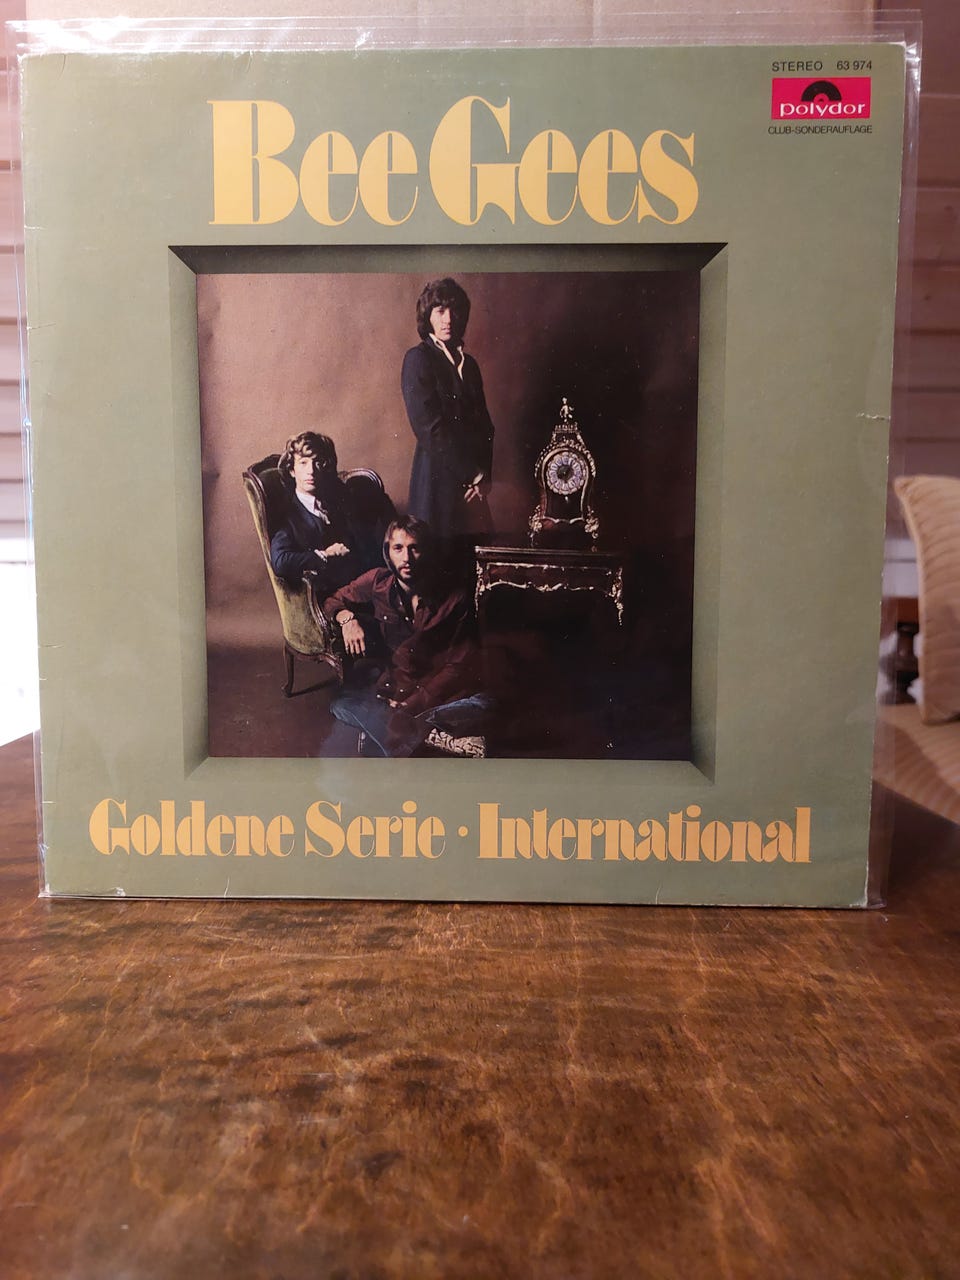 STEREO 63 974
polydor
CLUB-SONDERAUFLAGE
Bee Gees
Goldene Serie · International